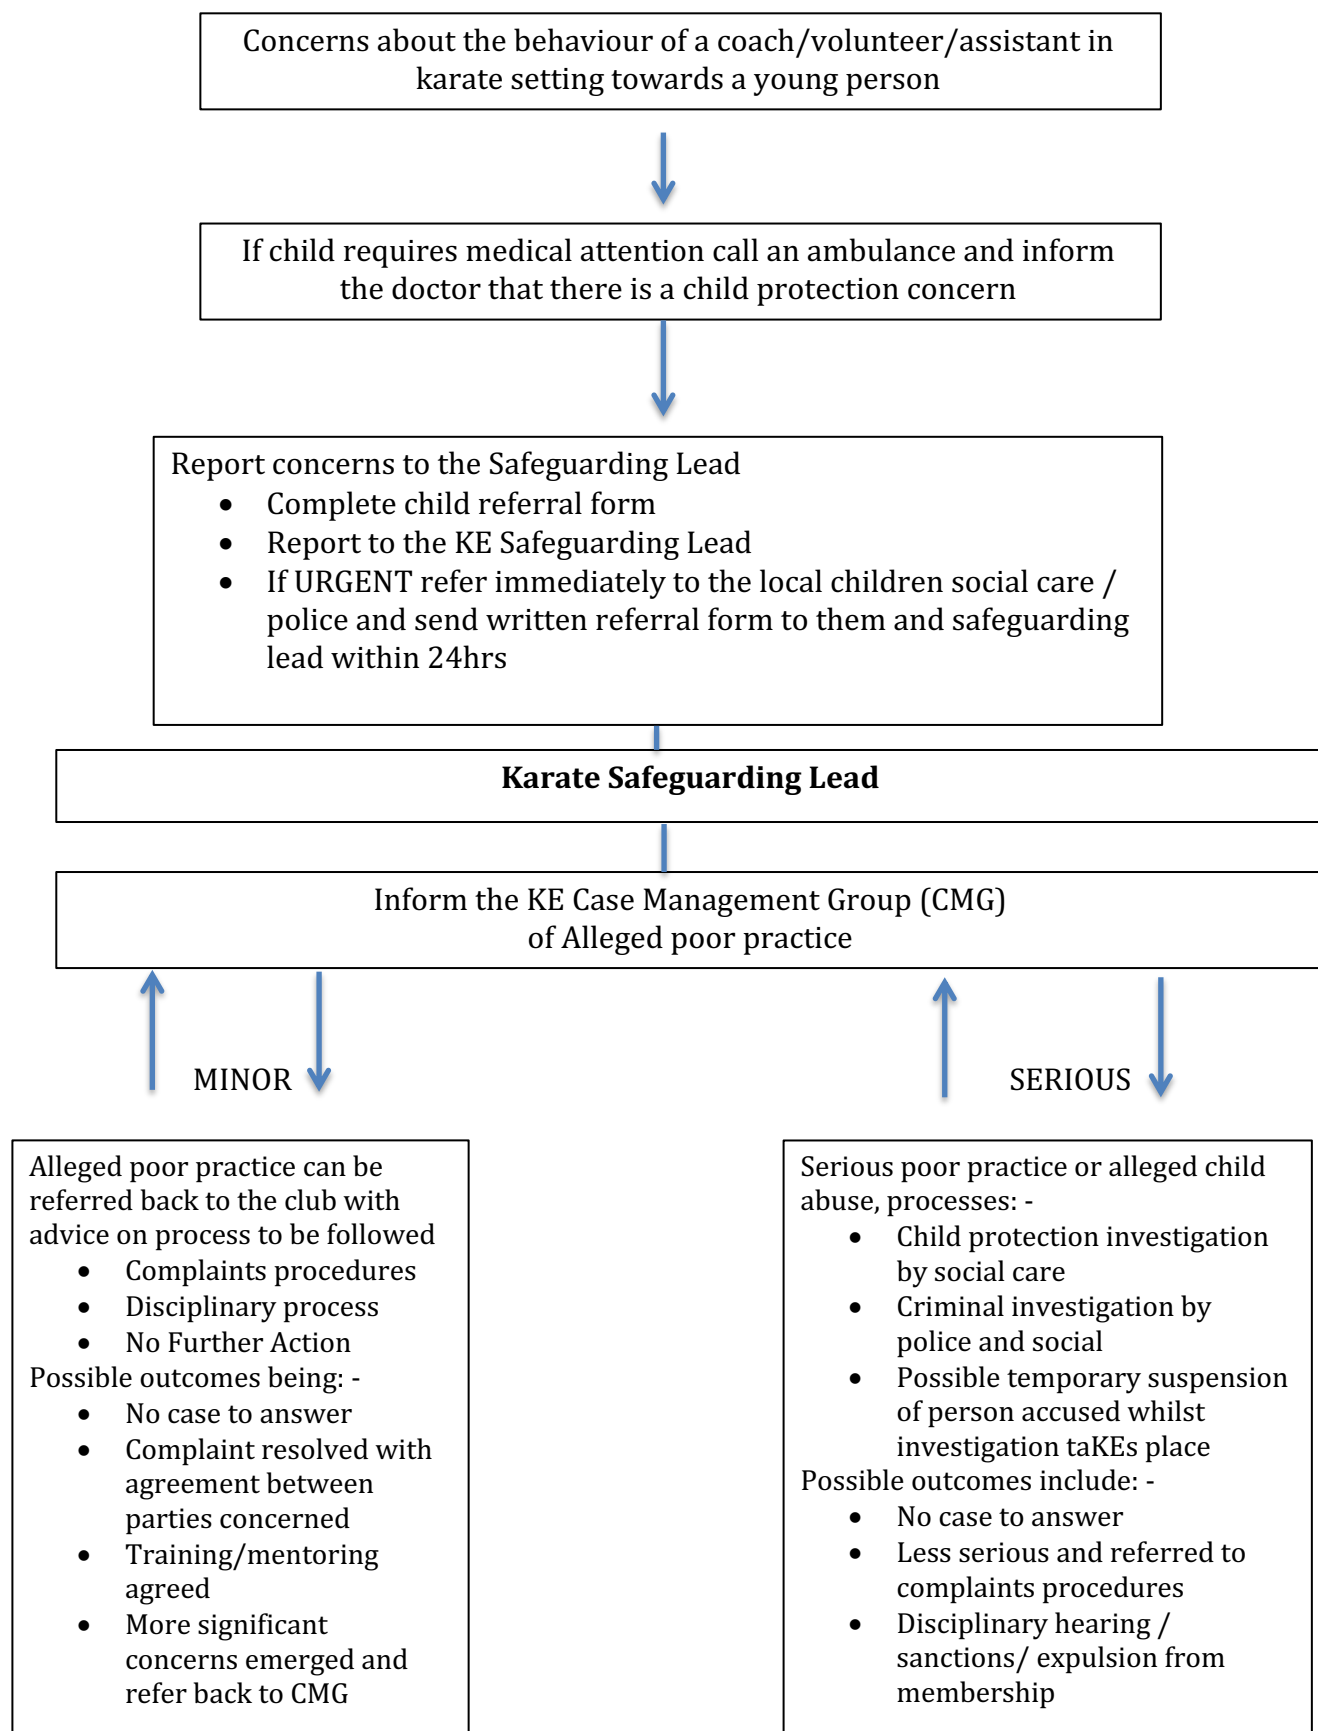 Concerns about the behaviour of a coach/volunteer/assistant in
karate setting towards a young person
If child requires medical attention call an ambulance and inform
the doctor that there is a child protection concern
Report concerns to the Safeguarding Lead
• Complete child referral form
• Report to the KE Safeguarding Lead
• If URGENT refer immediately to the local children social care /
police and send written referral form to them and safeguarding
lead within 24hrs
Karate Safeguarding Lead
Inform the KE Case Management Group (CMG)
of Alleged poor practice
MINOR
SERIOUS
Alleged poor practice can be
referred back to the club with
advice on process to be followed
• Complaints procedures
• Disciplinary process
• No Further Action
Possible outcomes being: -
• No case to answer
• Complaint resolved with
agreement between
parties concerned
• Training/mentoring
agreed
• More significant
concerns emerged and
refer back to CMG
Serious poor practice or alleged child
abuse, processes: -
• Child protection investigation
by social care
• Criminal investigation by
police and social
• Possible temporary suspension
of person accused whilst
investigation taKEs place
Possible outcomes include: -
• No case to answer
• Less serious and referred to
complaints procedures
• Disciplinary hearing /
sanctions/ expulsion from
membership